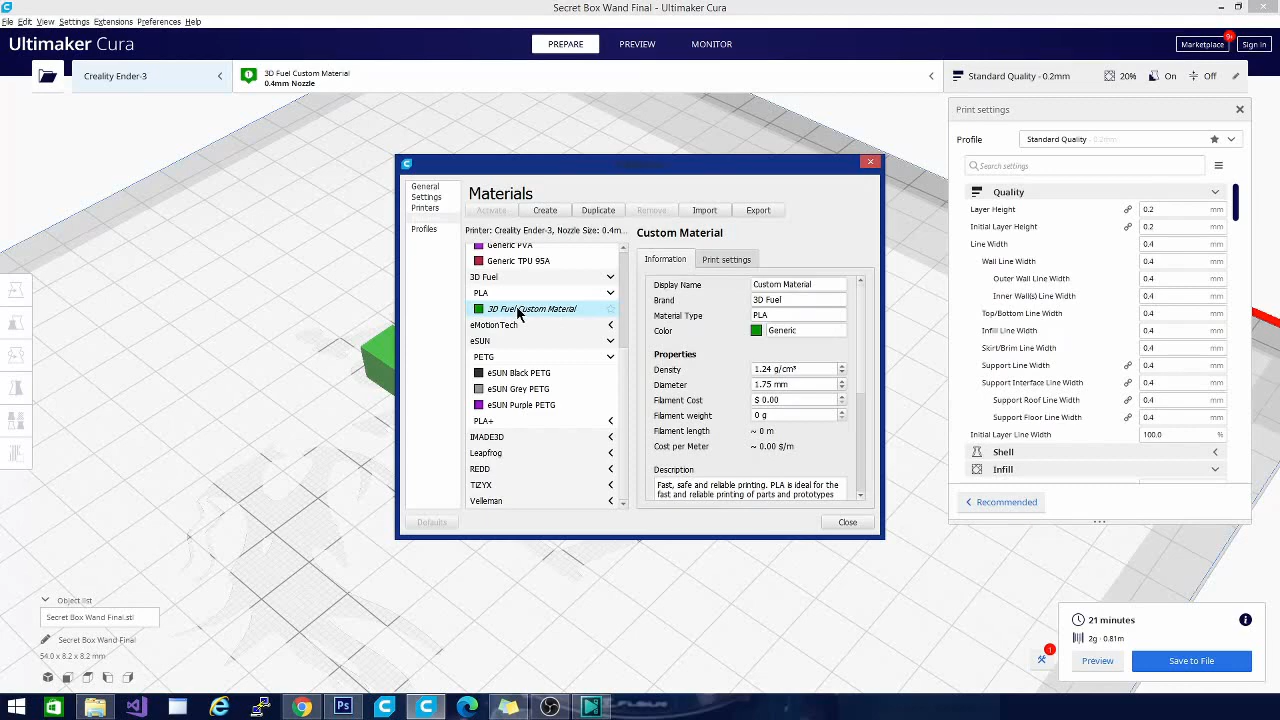 Secret Box Wand Final - Ultimaker Cura
File Edit View Settings Extensions Preferences Help
Ultimaker Cura
PREPARE PREVIEW MONITOR
Marketplace
9+
Sign in
Creality Ender-3
3D Fuel Custom Material
0.4mm Nozzle
Standard Quality - 0.2mm 20% On Off
Print settings
Profile Standard Quality - 0.2mm
Search settings
Quality
Layer Height 0.2 mm
Initial Layer Height 0.2 mm
Line Width 0.4 mm
Wall Line Width 0.4 mm
Outer Wall Line Width 0.4 mm
Inner Wall(s) Line Width 0.4 mm
Top/Bottom Line Width 0.4 mm
Infill Line Width 0.4 mm
Skirt/Brim Line Width 0.4 mm
Support Line Width 0.4 mm
Support Interface Line Width 0.4 mm
Support Roof Line Width 0.4 mm
Support Floor Line Width 0.4 mm
Initial Layer Line Width 100.0 %
Shell
Infill
Recommended
General
Settings
Printers
Profiles
Defaults
Materials
Activate Create Duplicate Remove Import Export
Printer: Creality Ender-3, Nozzle Size: 0.4m...
Generic PVA
Generic TPU 95A
3D Fuel
PLA
3D Fuel Custom Material
eMotionTech
eSUN
PETG
eSUN Black PETG
eSUN Grey PETG
eSUN Purple PETG
PLA+
IMADE3D
Leapfrog
REDD
TIZYX
Velleman
Custom Material
Information Print settings
Display Name Custom Material
Brand 3D Fuel
Material Type PLA
Color Generic
Properties
Density 1.24 g/cm³
Diameter 1.75 mm
Filament Cost $ 0.00
Filament weight 0 g
Filament length ~ 0 m
Cost per Meter ~ 0.00 $/m
Description
Fast, safe and reliable printing. PLA is ideal for the
fast and reliable printing of parts and prototypes
Close
Object list
Secret Box Wand Final.stl
Secret Box Wand Final
54.0 x 8.2 x 8.2 mm
21 minutes
2g · 0.81m
1
Preview Save to File